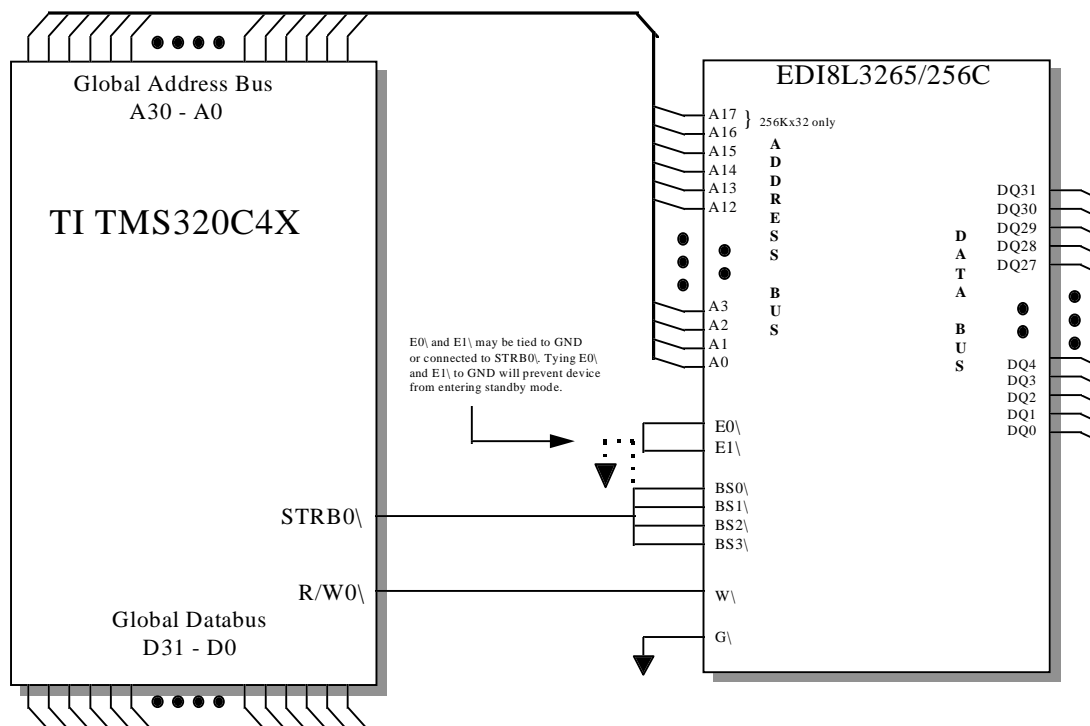 Global Address Bus
A30 - A0
TI TMS320C4X
STRB0\
R/W0\
Global Databus
D31 - D0
E0\ and E1\ may be tied to GND
or connected to STRB0\. Tying E0\
and E1\ to GND will prevent device
from entering standby mode.
EDI8L3265/256C
A17
} 256Kx32 only
A16
A15
A14
A13
A12
A3
A2
A1
A0
ADDRESS BUS
E0\
E1\
BS0\
BS1\
BS2\
BS3\
W\
G\
DATA BUS
DQ31
DQ30
DQ29
DQ28
DQ27
DQ4
DQ3
DQ2
DQ1
DQ0